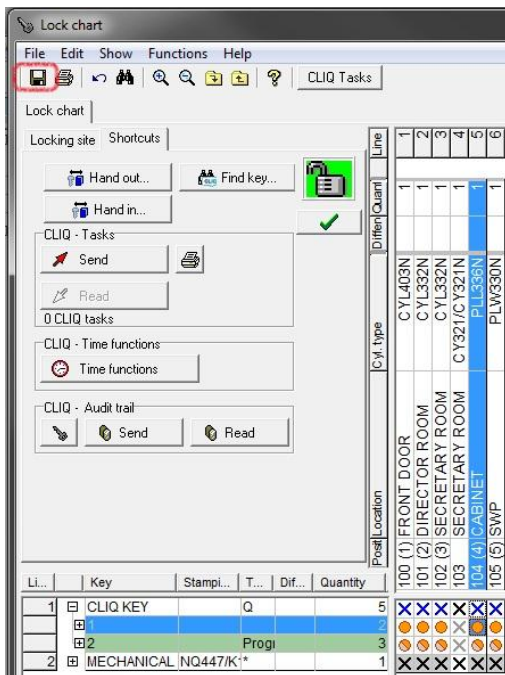 Lock chart
File Edit Show Functions Help
CLIQ Tasks
Lock chart
Locking site Shortcuts
Hand out... Find key...
Hand in...
CLIQ - Tasks
Send
Read
0 CLIQ tasks
CLIQ - Time functions
Time functions
CLIQ - Audit trail
Send Read
Line 1 2 3 4 5 6
Quant 1 1 1 1 1 1
Differ
Cyl. type CYL403N CYL332N CYL332N CY321/CY321N PLL336N PLW330N
Location FRONT DOOR DIRECTOR ROOM SECRETARY ROOM SECRETARY ROOM CABINET SWP
Posit 100 (1) 101 (2) 102 (3) 103 104 (4) 105 (5)
Li... Key Stampi... T... Dif... Quantity
1 CLIQ KEY Q 5
1 2
2 Progr 3
2 MECHANICAL NQ447/K * 1